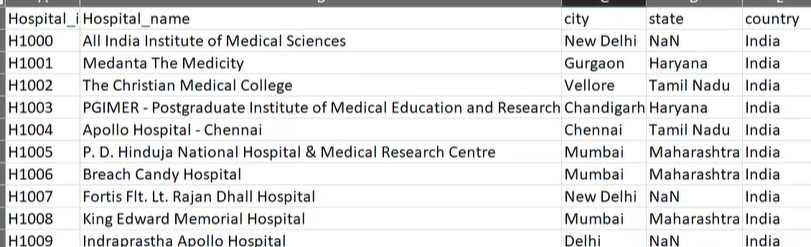 Hospital_i Hospital_name city state country
H1000 All India Institute of Medical Sciences New Delhi NaN India
H1001 Medanta The Medicity Gurgaon Haryana India
H1002 The Christian Medical College Vellore Tamil Nadu India
H1003 PGIMER - Postgraduate Institute of Medical Education and Research Chandigarh Haryana India
H1004 Apollo Hospital - Chennai Chennai Tamil Nadu India
H1005 P. D. Hinduja National Hospital & Medical Research Centre Mumbai Maharashtra India
H1006 Breach Candy Hospital Mumbai Maharashtra India
H1007 Fortis Flt. Lt. Rajan Dhall Hospital New Delhi NaN India
H1008 King Edward Memorial Hospital Mumbai Maharashtra India
H1009 Indraprastha Apollo Hospital Delhi NaN India